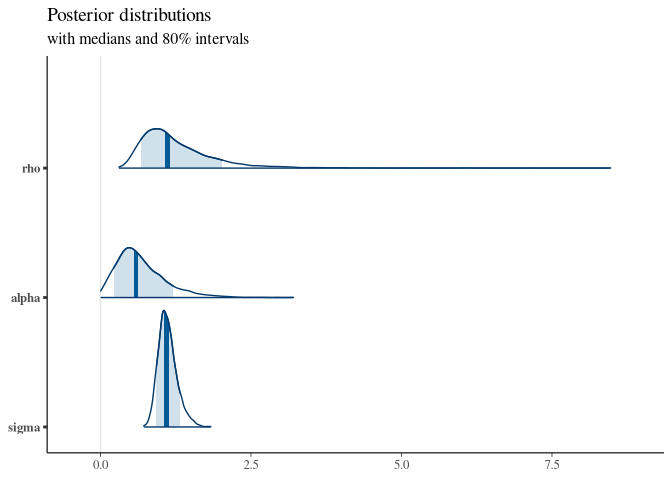 Posterior distributions
with medians and 80% intervals
rho
alpha
sigma
0.0 2.5 5.0 7.5